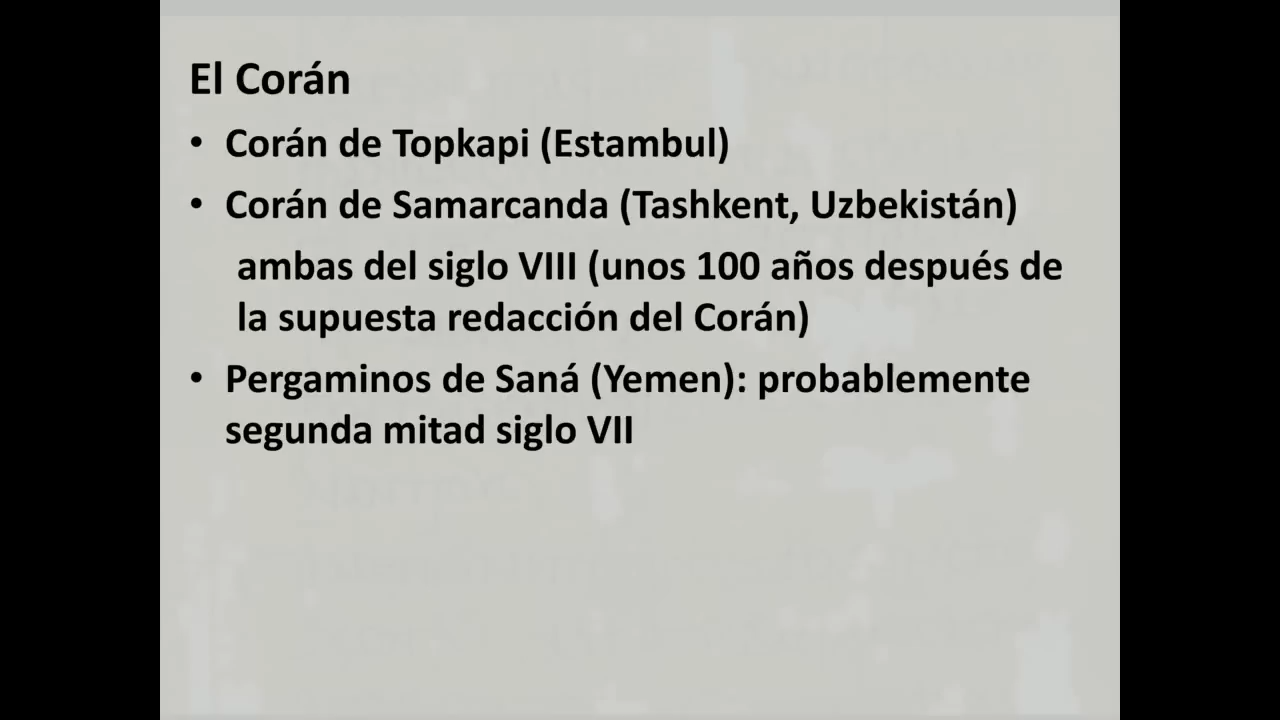 El Corán
• Corán de Topkapi (Estambul)
• Corán de Samarcanda (Tashkent, Uzbekistán)
ambas del siglo VIII (unos 100 años después de
la supuesta redacción del Corán)
• Pergaminos de Saná (Yemen): probablemente
segunda mitad siglo VII